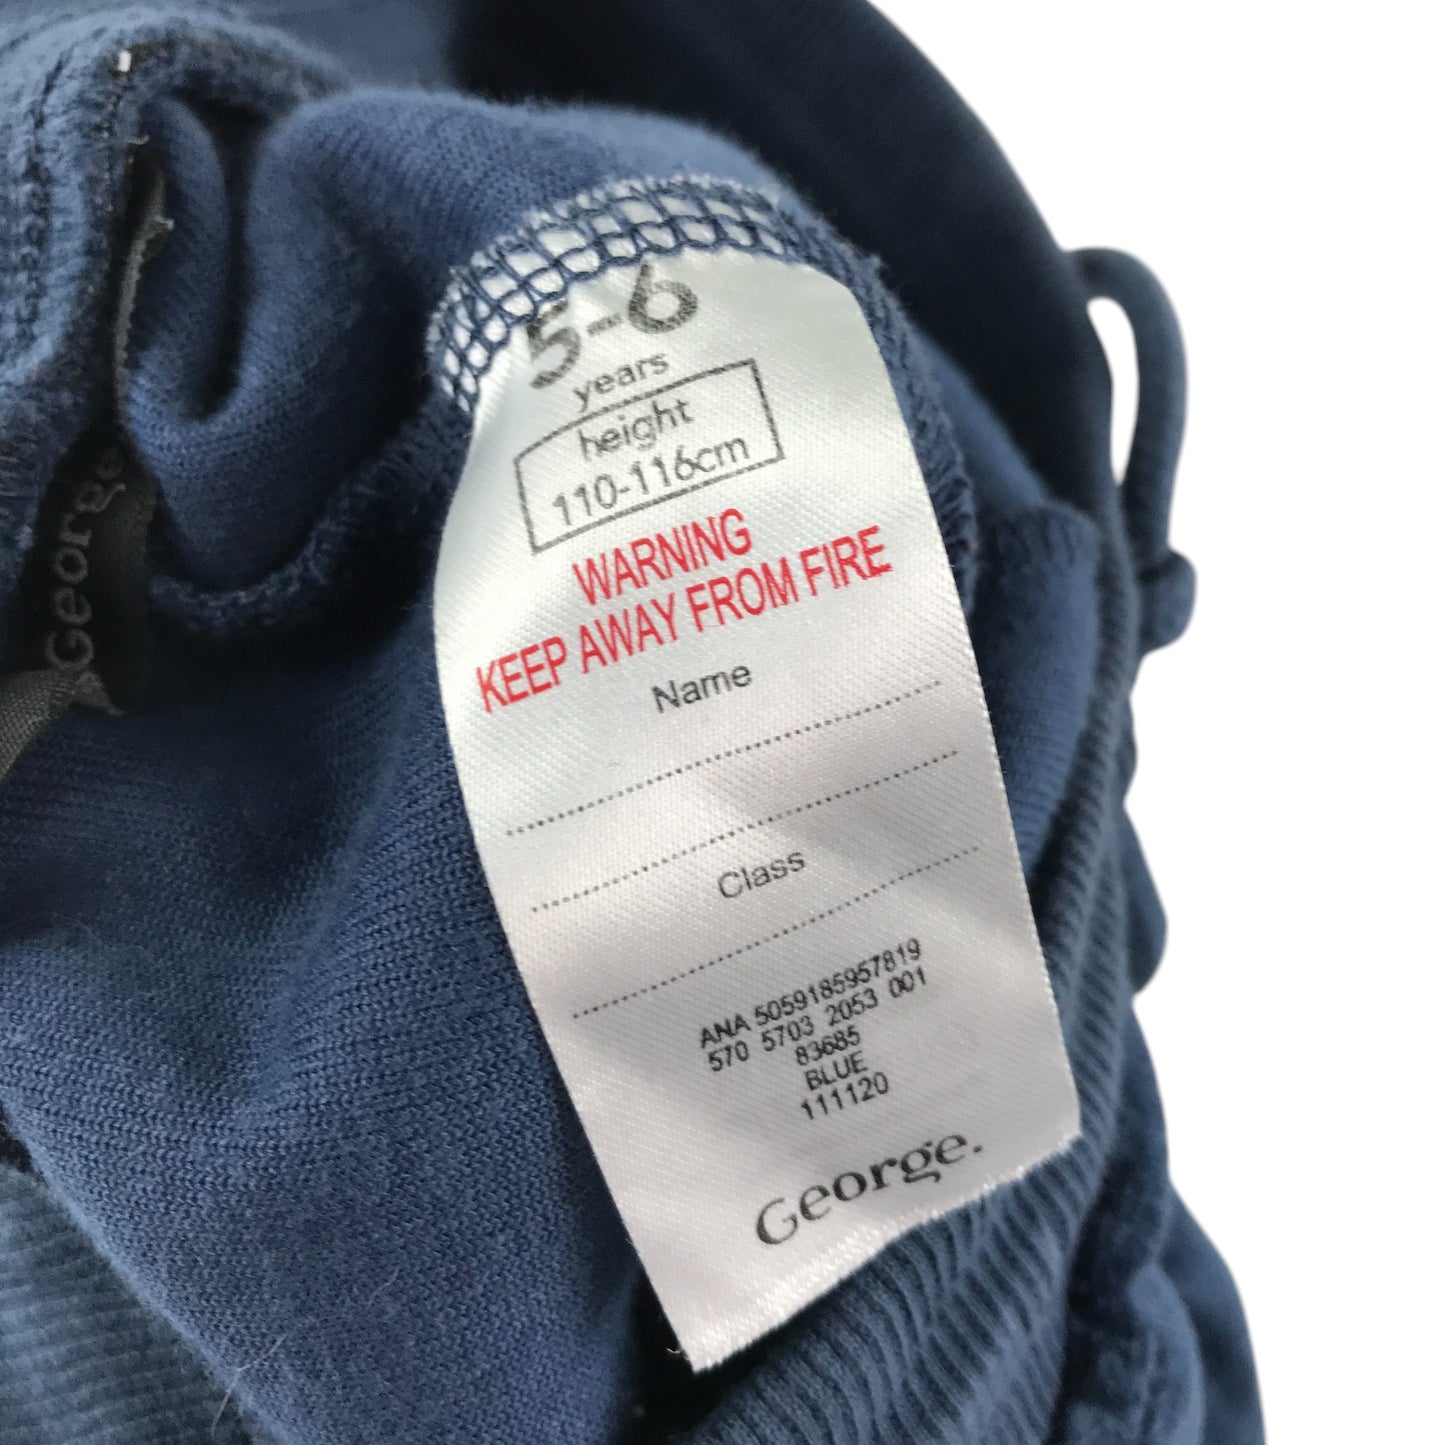 5-6
years
height
110-116cm
WARNING
KEEP AWAY FROM FIRE
Name
Class
ANA 5059185957819
570 5703 2053 001
83685
BLUE
111120
George.
George